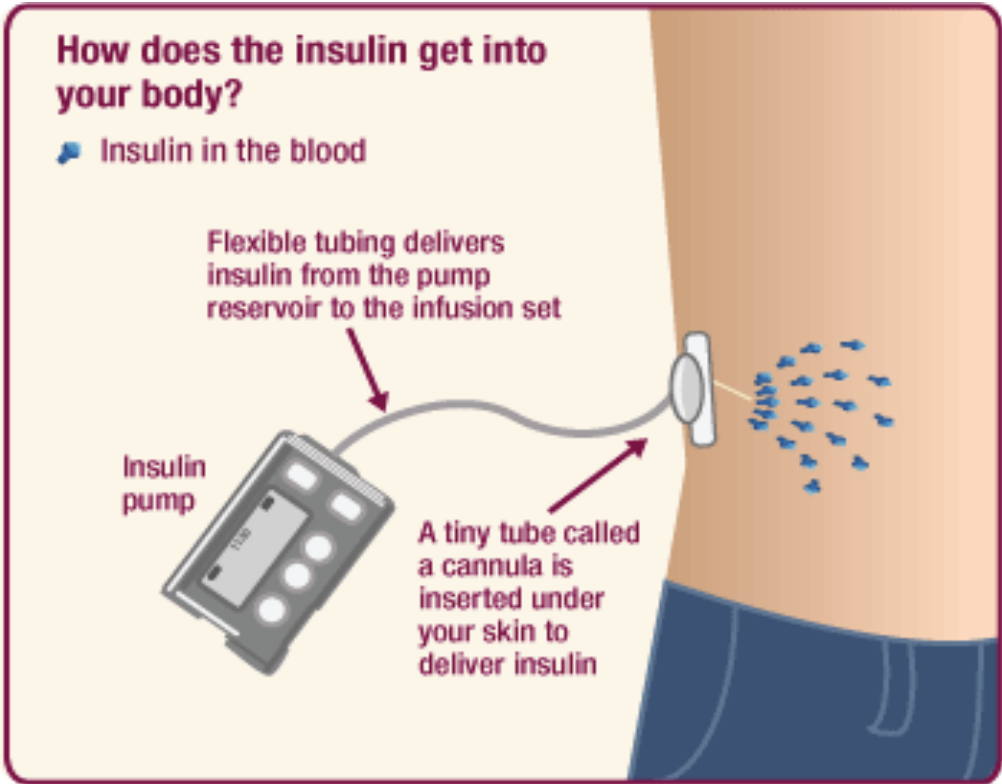 How does the insulin get into
your body?
Insulin in the blood
Flexible tubing delivers
insulin from the pump
reservoir to the infusion set
Insulin
pump
A tiny tube called
a cannula is
inserted under
your skin to
deliver insulin